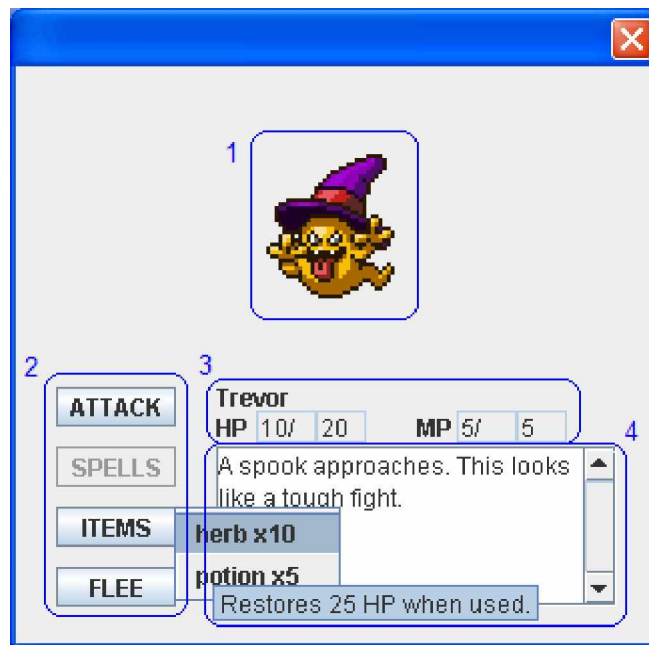 1
2
3
ATTACK
Trevor
HP 10/ 20 MP 5/ 5
4
SPELLS
A spook approaches. This looks
like a tough fight.
ITEMS
herb x10
potion x5
FLEE
Restores 25 HP when used.